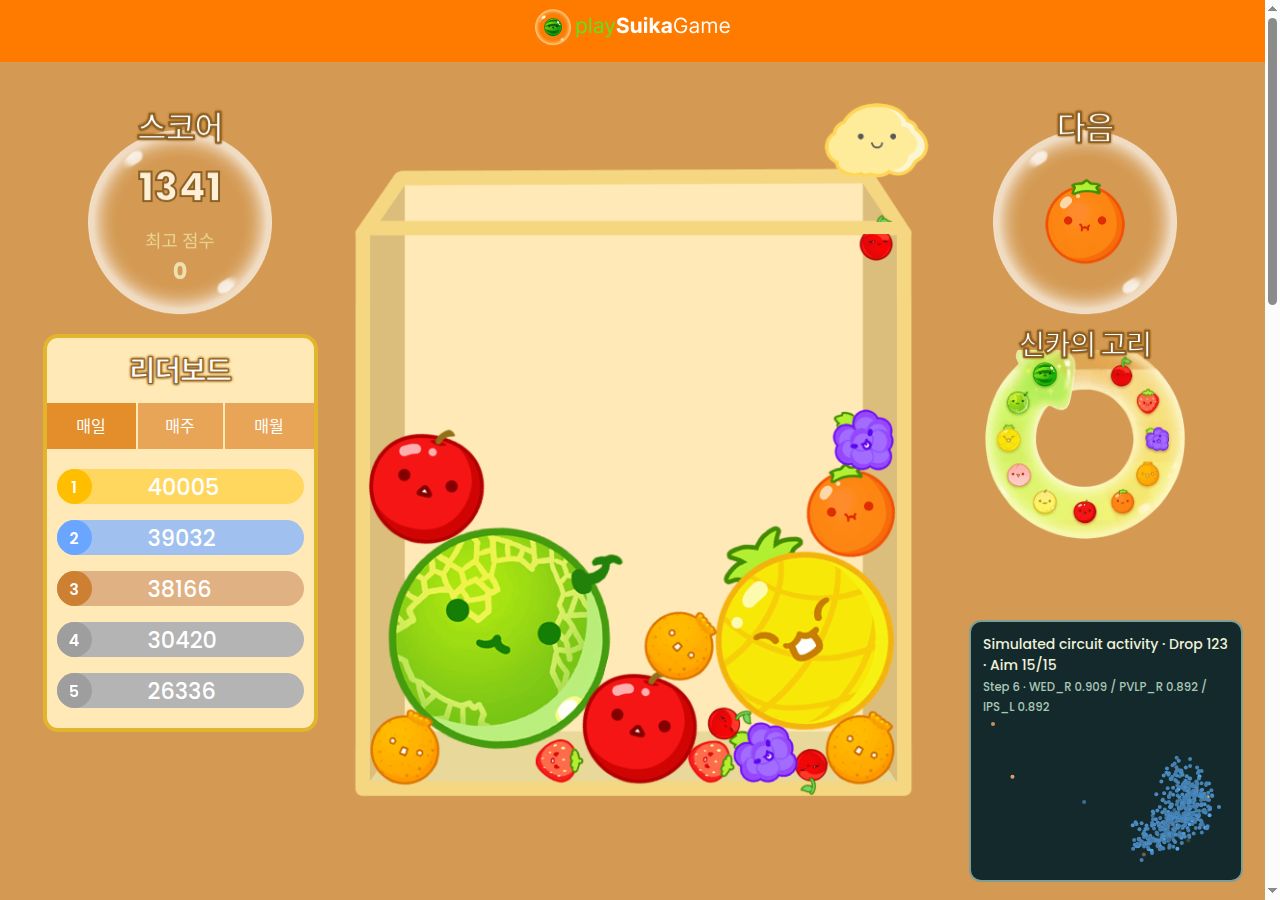 playSuikaGame
스코어
1341
최고 점수
0
다음
신카의 고리
리더보드
매일 매주 매월
1 40005
2 39032
3 38166
4 30420
5 26336
Simulated circuit activity · Drop 123
· Aim 15/15
Step 6 · WED_R 0.909 / PVLP_R 0.892 /
IPS_L 0.892